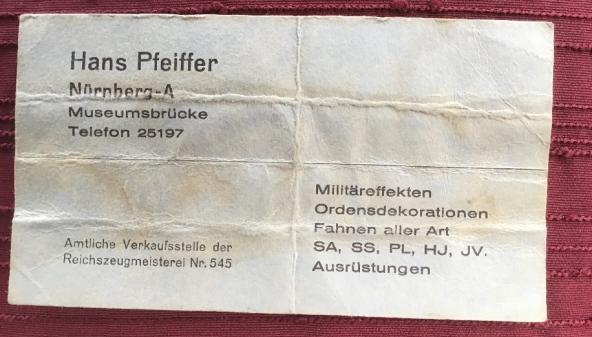 Hans Pfeiffer
Nürnberg-A
Museumsbrücke
Telefon 25197
Amtliche Verkaufsstelle der
Reichszeugmeisterei Nr. 545
Militäreffekten
Ordensdekorationen
Fahnen aller Art
SA, SS, PL, HJ, JV.
Ausrüstungen